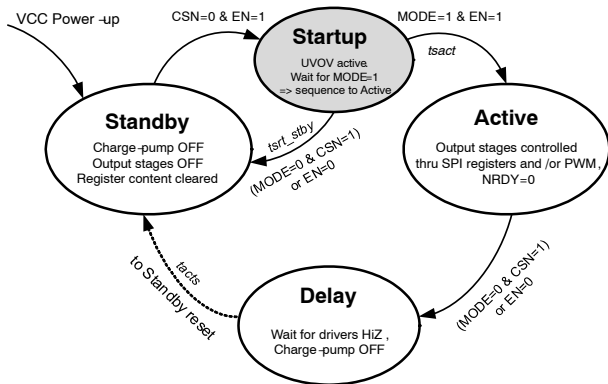 VCC Power -up
CSN=0 & EN=1
MODE=1 & EN=1
Startup
UVOV active.
Wait for MODE=1
=> sequence to Active
tsact
Standby
Charge-pump OFF
Output stages OFF
Register content cleared
tsrt_stby
(MODE=0 & CSN=1)
or EN=0
Active
Output stages controlled
thru SPI registers and /or PWM ,
NRDY=0
tacts
to Standby reset
Delay
Wait for drivers HiZ ,
Charge-pump OFF
(MODE=0 & CSN=1)
or EN=0